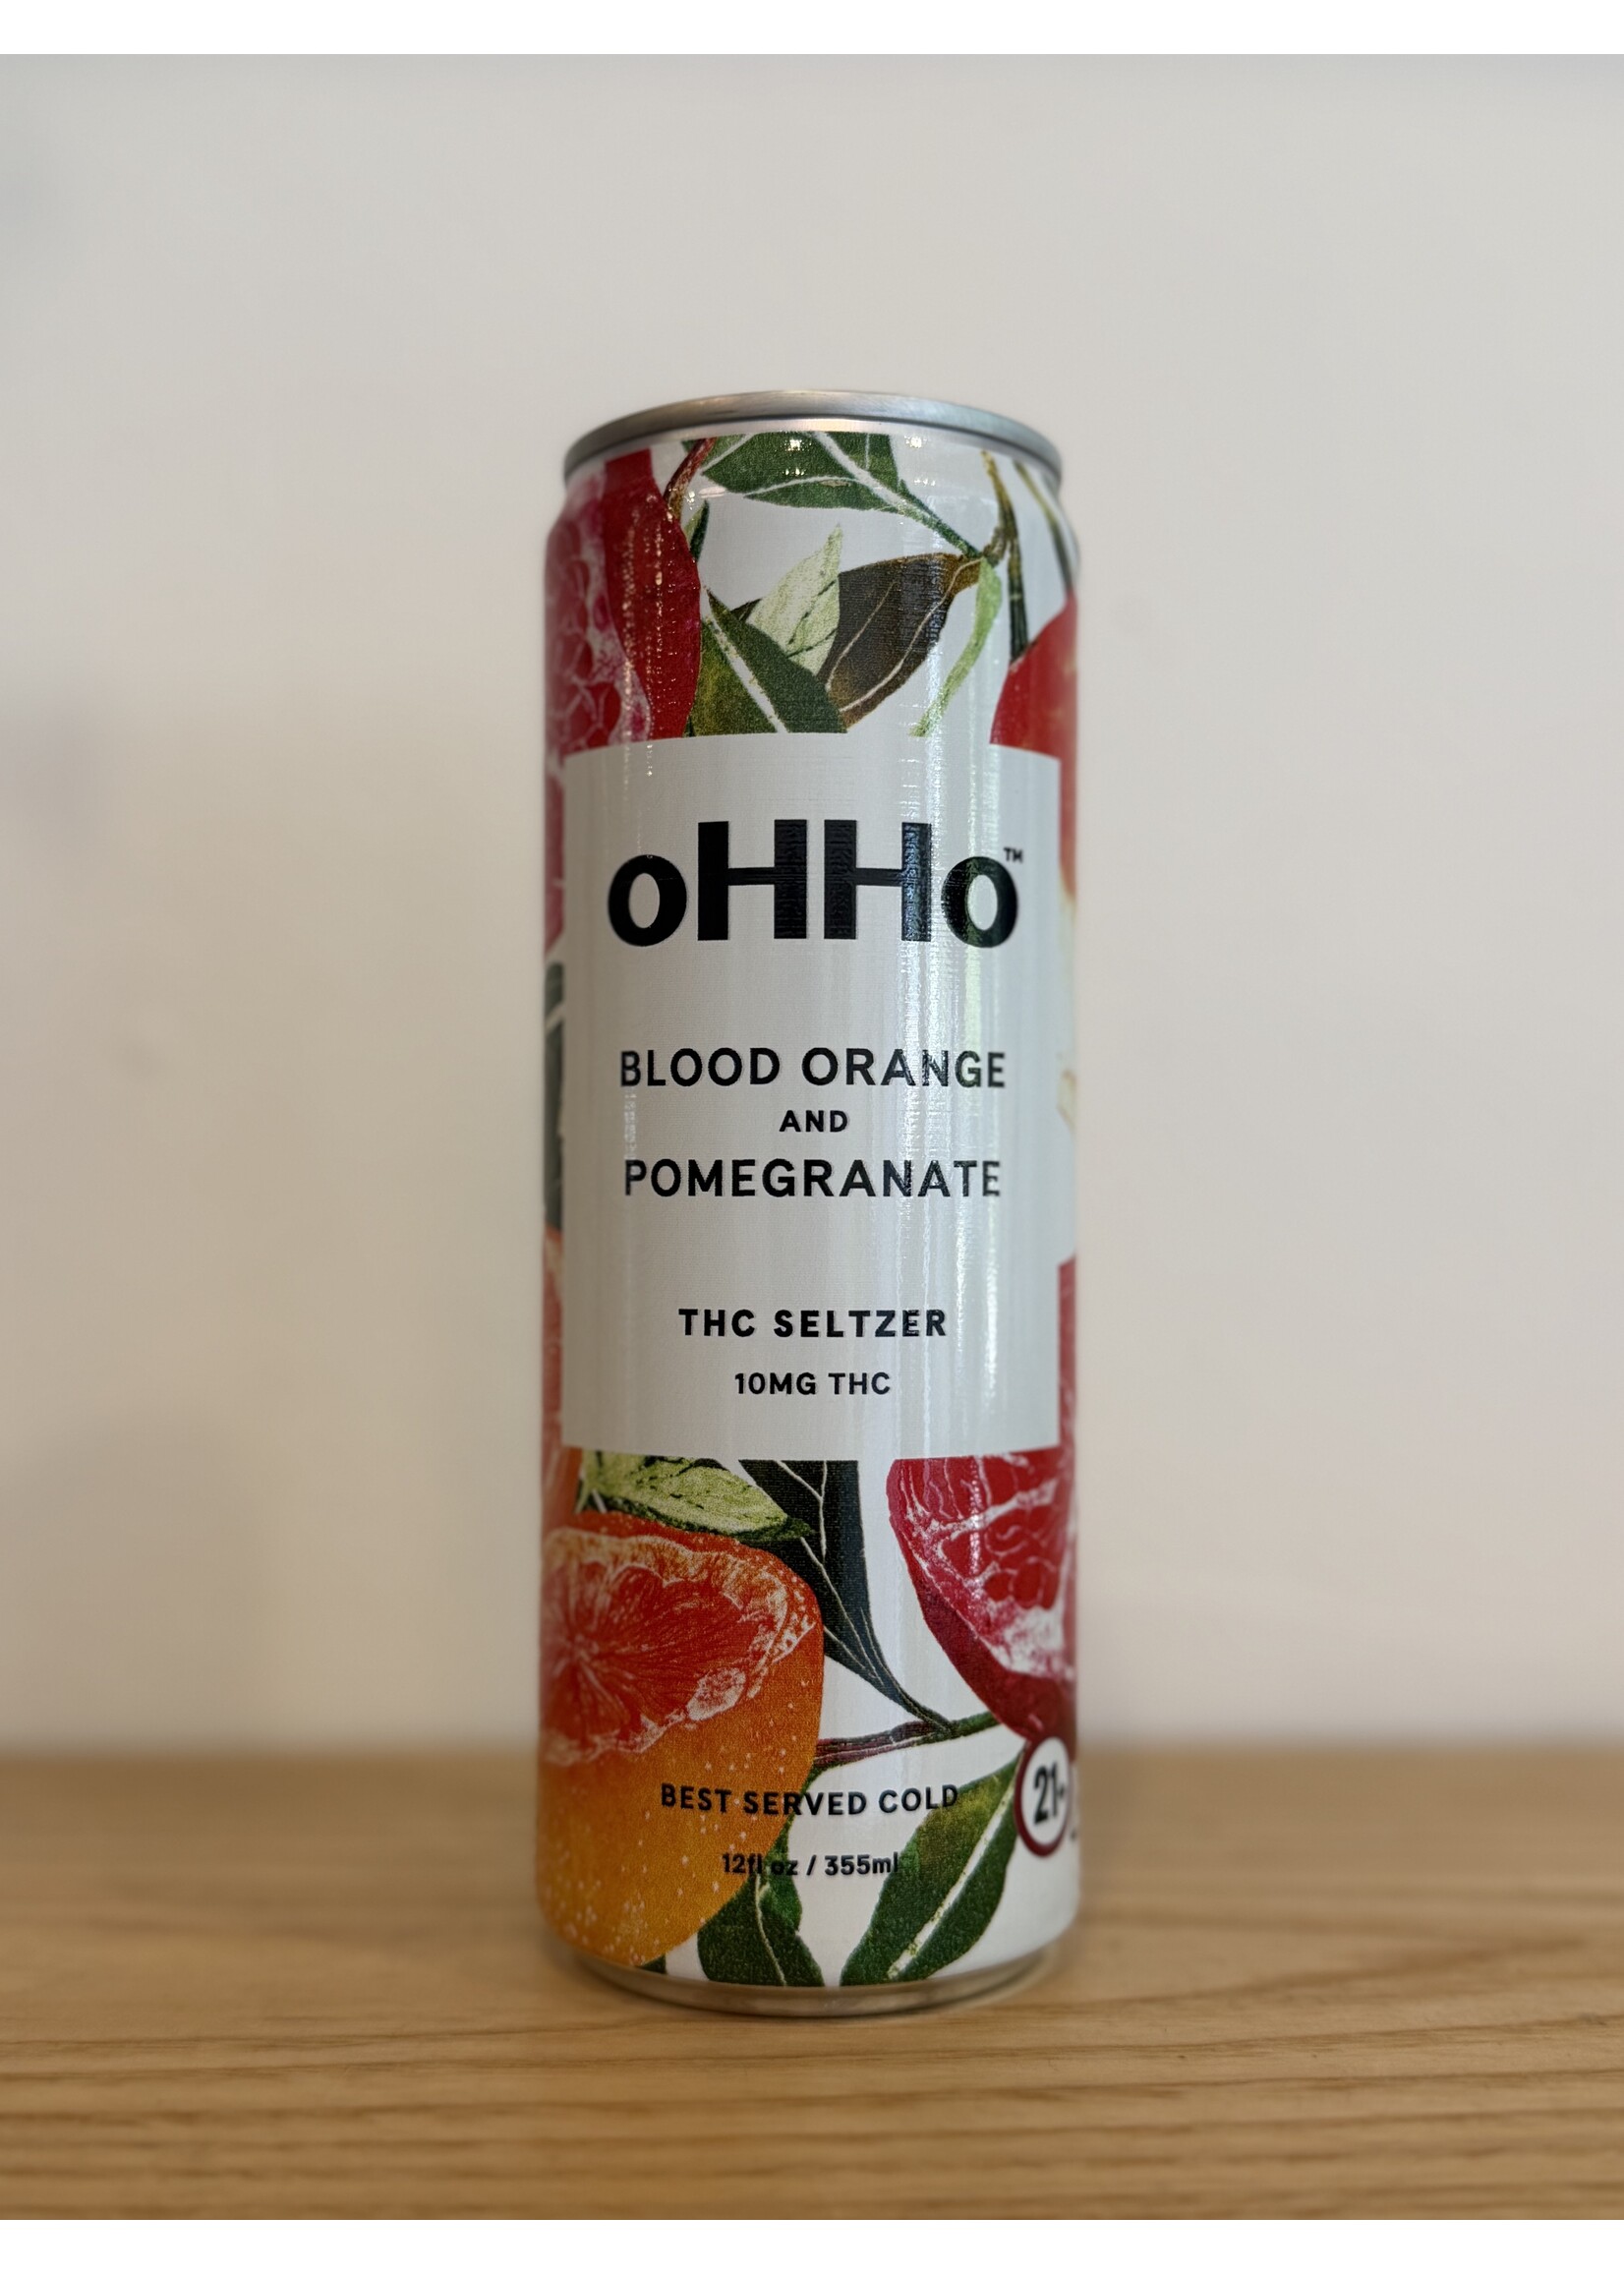 oHHo™
BLOOD ORANGE
AND
POMEGRANATE
THC SELTZER
10MG THC
BEST SERVED COLD
12fl oz / 355ml
21+